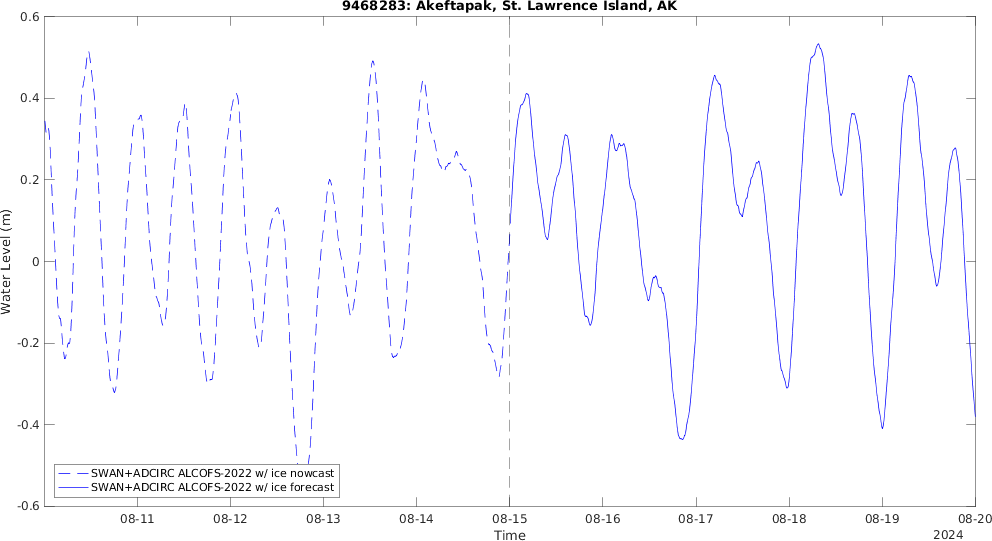 9468283: Akeftapak, St. Lawrence Island, AK
Water Level (m)
0.6
0.4
0.2
0
-0.2
-0.4
-0.6
SWAN+ADCIRC ALCOFS-2022 w/ ice nowcast
SWAN+ADCIRC ALCOFS-2022 w/ ice forecast
08-11 08-12 08-13 08-14 08-15 08-16 08-17 08-18 08-19 08-20
Time
2024